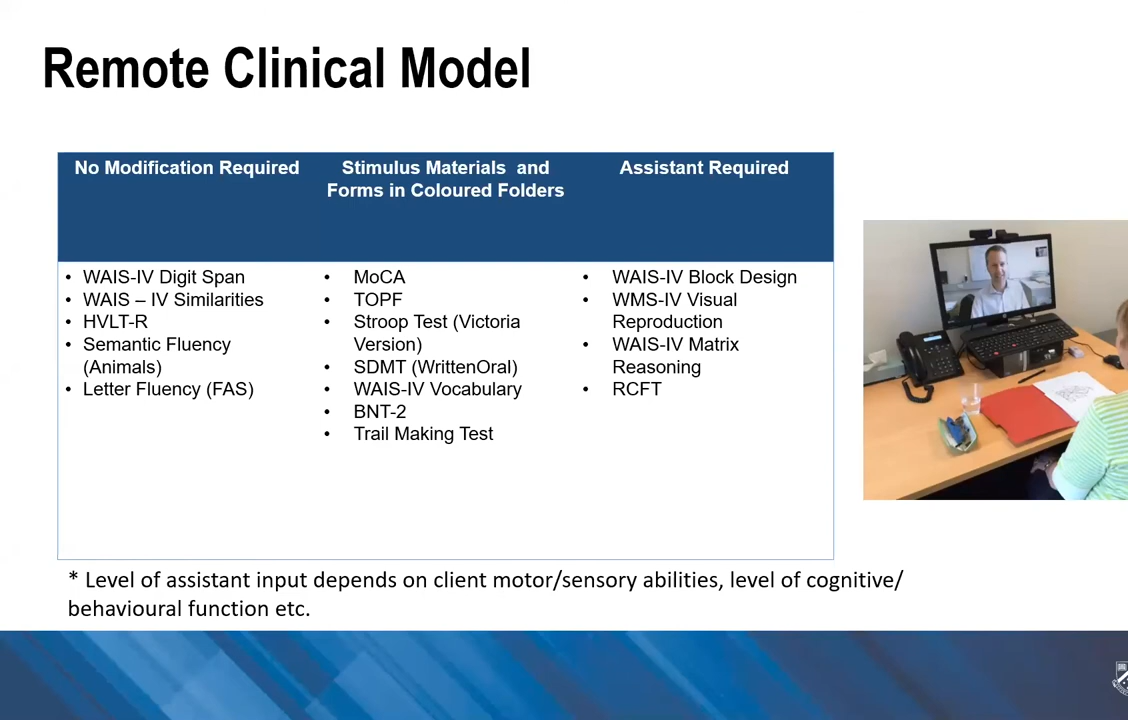 Remote Clinical Model
No Modification Required
Stimulus Materials and
Forms in Coloured Folders
Assistant Required
• WAIS-IV Digit Span
• WAIS – IV Similarities
• HVLT-R
• Semantic Fluency
(Animals)
• Letter Fluency (FAS)
• MoCA
• TOPF
• Stroop Test (Victoria
Version)
• SDMT (WrittenOral)
• WAIS-IV Vocabulary
• BNT-2
• Trail Making Test
• WAIS-IV Block Design
• WMS-IV Visual
Reproduction
• WAIS-IV Matrix
Reasoning
• RCFT
* Level of assistant input depends on client motor/sensory abilities, level of cognitive/
behavioural function etc.